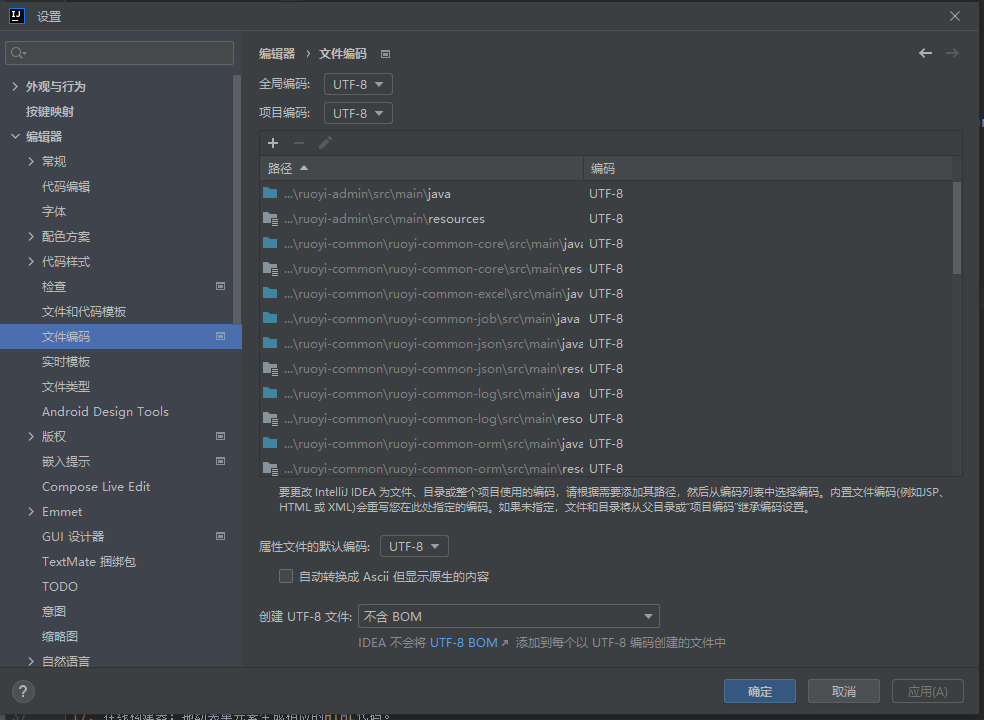 设置
外观与行为
按键映射
编辑器
常规
代码编辑
字体
配色方案
代码样式
检查
文件和代码模板
文件编码
实时模板
文件类型
Android Design Tools
版权
嵌入提示
Compose Live Edit
Emmet
GUI 设计器
TextMate 捆绑包
TODO
意图
缩略图
自然语言
编辑器 › 文件编码
全局编码: UTF-8
项目编码: UTF-8
路径 编码
...\ruoyi-admin\src\main\java UTF-8
...\ruoyi-admin\src\main\resources UTF-8
...\ruoyi-common\ruoyi-common-core\src\main\java UTF-8
...\ruoyi-common\ruoyi-common-core\src\main\res UTF-8
...\ruoyi-common\ruoyi-common-excel\src\main\jav UTF-8
...\ruoyi-common\ruoyi-common-job\src\main\java UTF-8
...\ruoyi-common\ruoyi-common-json\src\main\java UTF-8
...\ruoyi-common\ruoyi-common-json\src\main\reso UTF-8
...\ruoyi-common\ruoyi-common-log\src\main\java UTF-8
...\ruoyi-common\ruoyi-common-log\src\main\reso UTF-8
...\ruoyi-common\ruoyi-common-orm\src\main\java UTF-8
...\ruoyi-common\ruoyi-common-orm\src\main\reso UTF-8
要更改 IntelliJ IDEA 为文件、目录或整个项目使用的编码，请根据需要添加其路径，然后从编码列表中选择编码。内置文件编码(例如JSP、
HTML 或 XML)会重写您在此处指定的编码。如果未指定，文件和目录将从父目录或"项目编码"继承编码设置。
属性文件的默认编码: UTF-8
自动转换成 Ascii 但显示原生的内容
创建 UTF-8 文件: 不含 BOM
IDEA 不会将 UTF-8 BOM ↗ 添加到每个以 UTF-8 编码创建的文件中
?
确定 取消 应用(A)